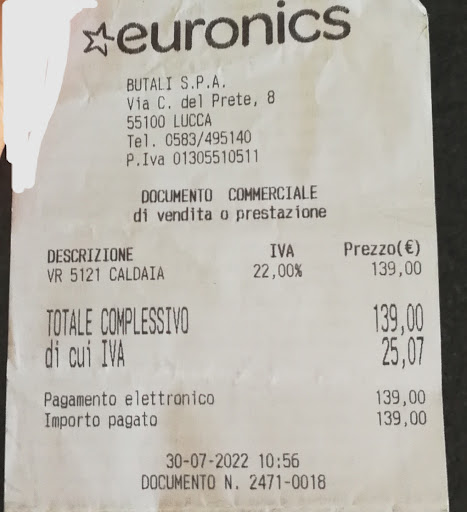 euronics
BUTALI S.P.A.
Via C. del Prete, 8
55100 LUCCA
Tel. 0583/495140
P.Iva 01305510511
DOCUMENTO COMMERCIALE
di vendita o prestazione
DESCRIZIONE IVA Prezzo(€)
VR 5121 CALDAIA 22,00% 139,00
TOTALE COMPLESSIVO 139,00
di cui IVA 25,07
Pagamento elettronico 139,00
Importo pagato 139,00
30-07-2022 10:56
DOCUMENTO N. 2471-0018